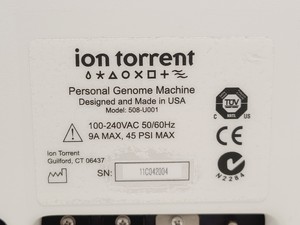 ion torrent
Personal Genome Machine
Designed and Made in USA
Model: 508-U001
100-240VAC 50/60Hz
9A MAX, 45 PSI MAX
Ion Torrent
Guilford, CT 06437
SN: 11C042004
TÜV
C US
N2284